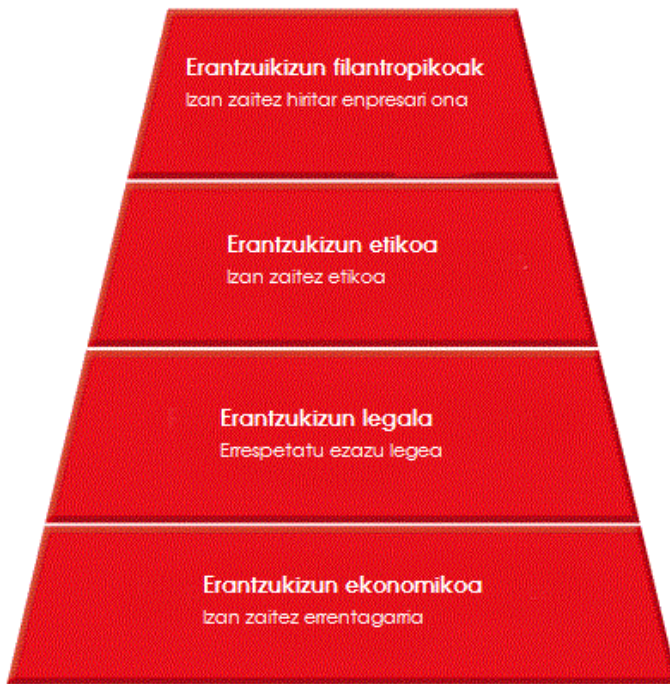 Erantzuikizun filantropikoak
Izan zaitez hiritar enpresari ona
Erantzukizun etikoa
Izan zaitez etikoa
Erantzukizun legala
Errespetatu ezazu legea
Erantzukizun ekonomikoa
Izan zaitez errentagarria